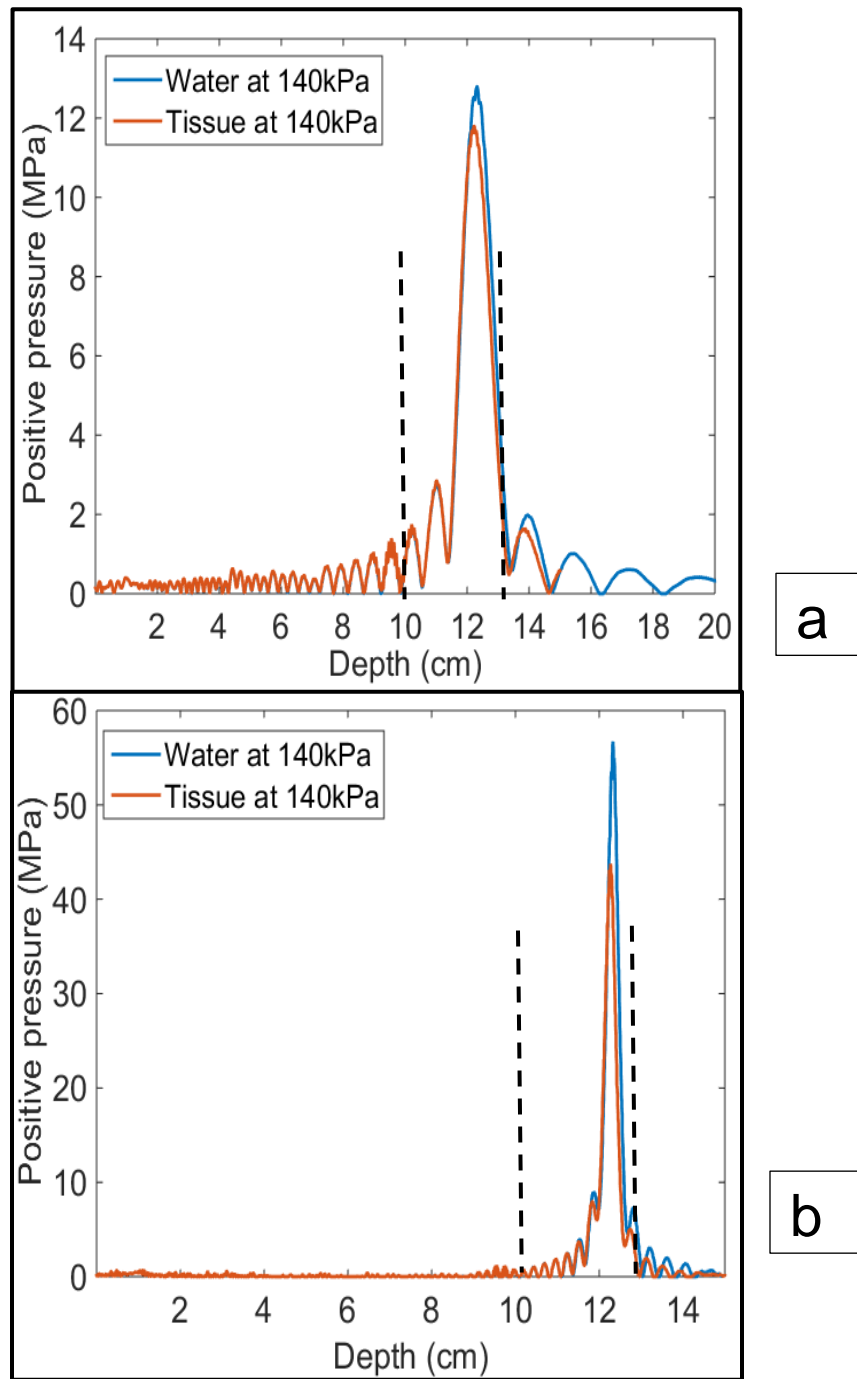 14
12
10
8
6
4
2
0
Positive pressure (MPa)
Water at 140kPa
Tissue at 140kPa
2 4 6 8 10 12 14 16 18 20
Depth (cm)
a
60
50
40
30
20
10
0
Positive pressure (MPa)
Water at 140kPa
Tissue at 140kPa
2 4 6 8 10 12 14
Depth (cm)
b